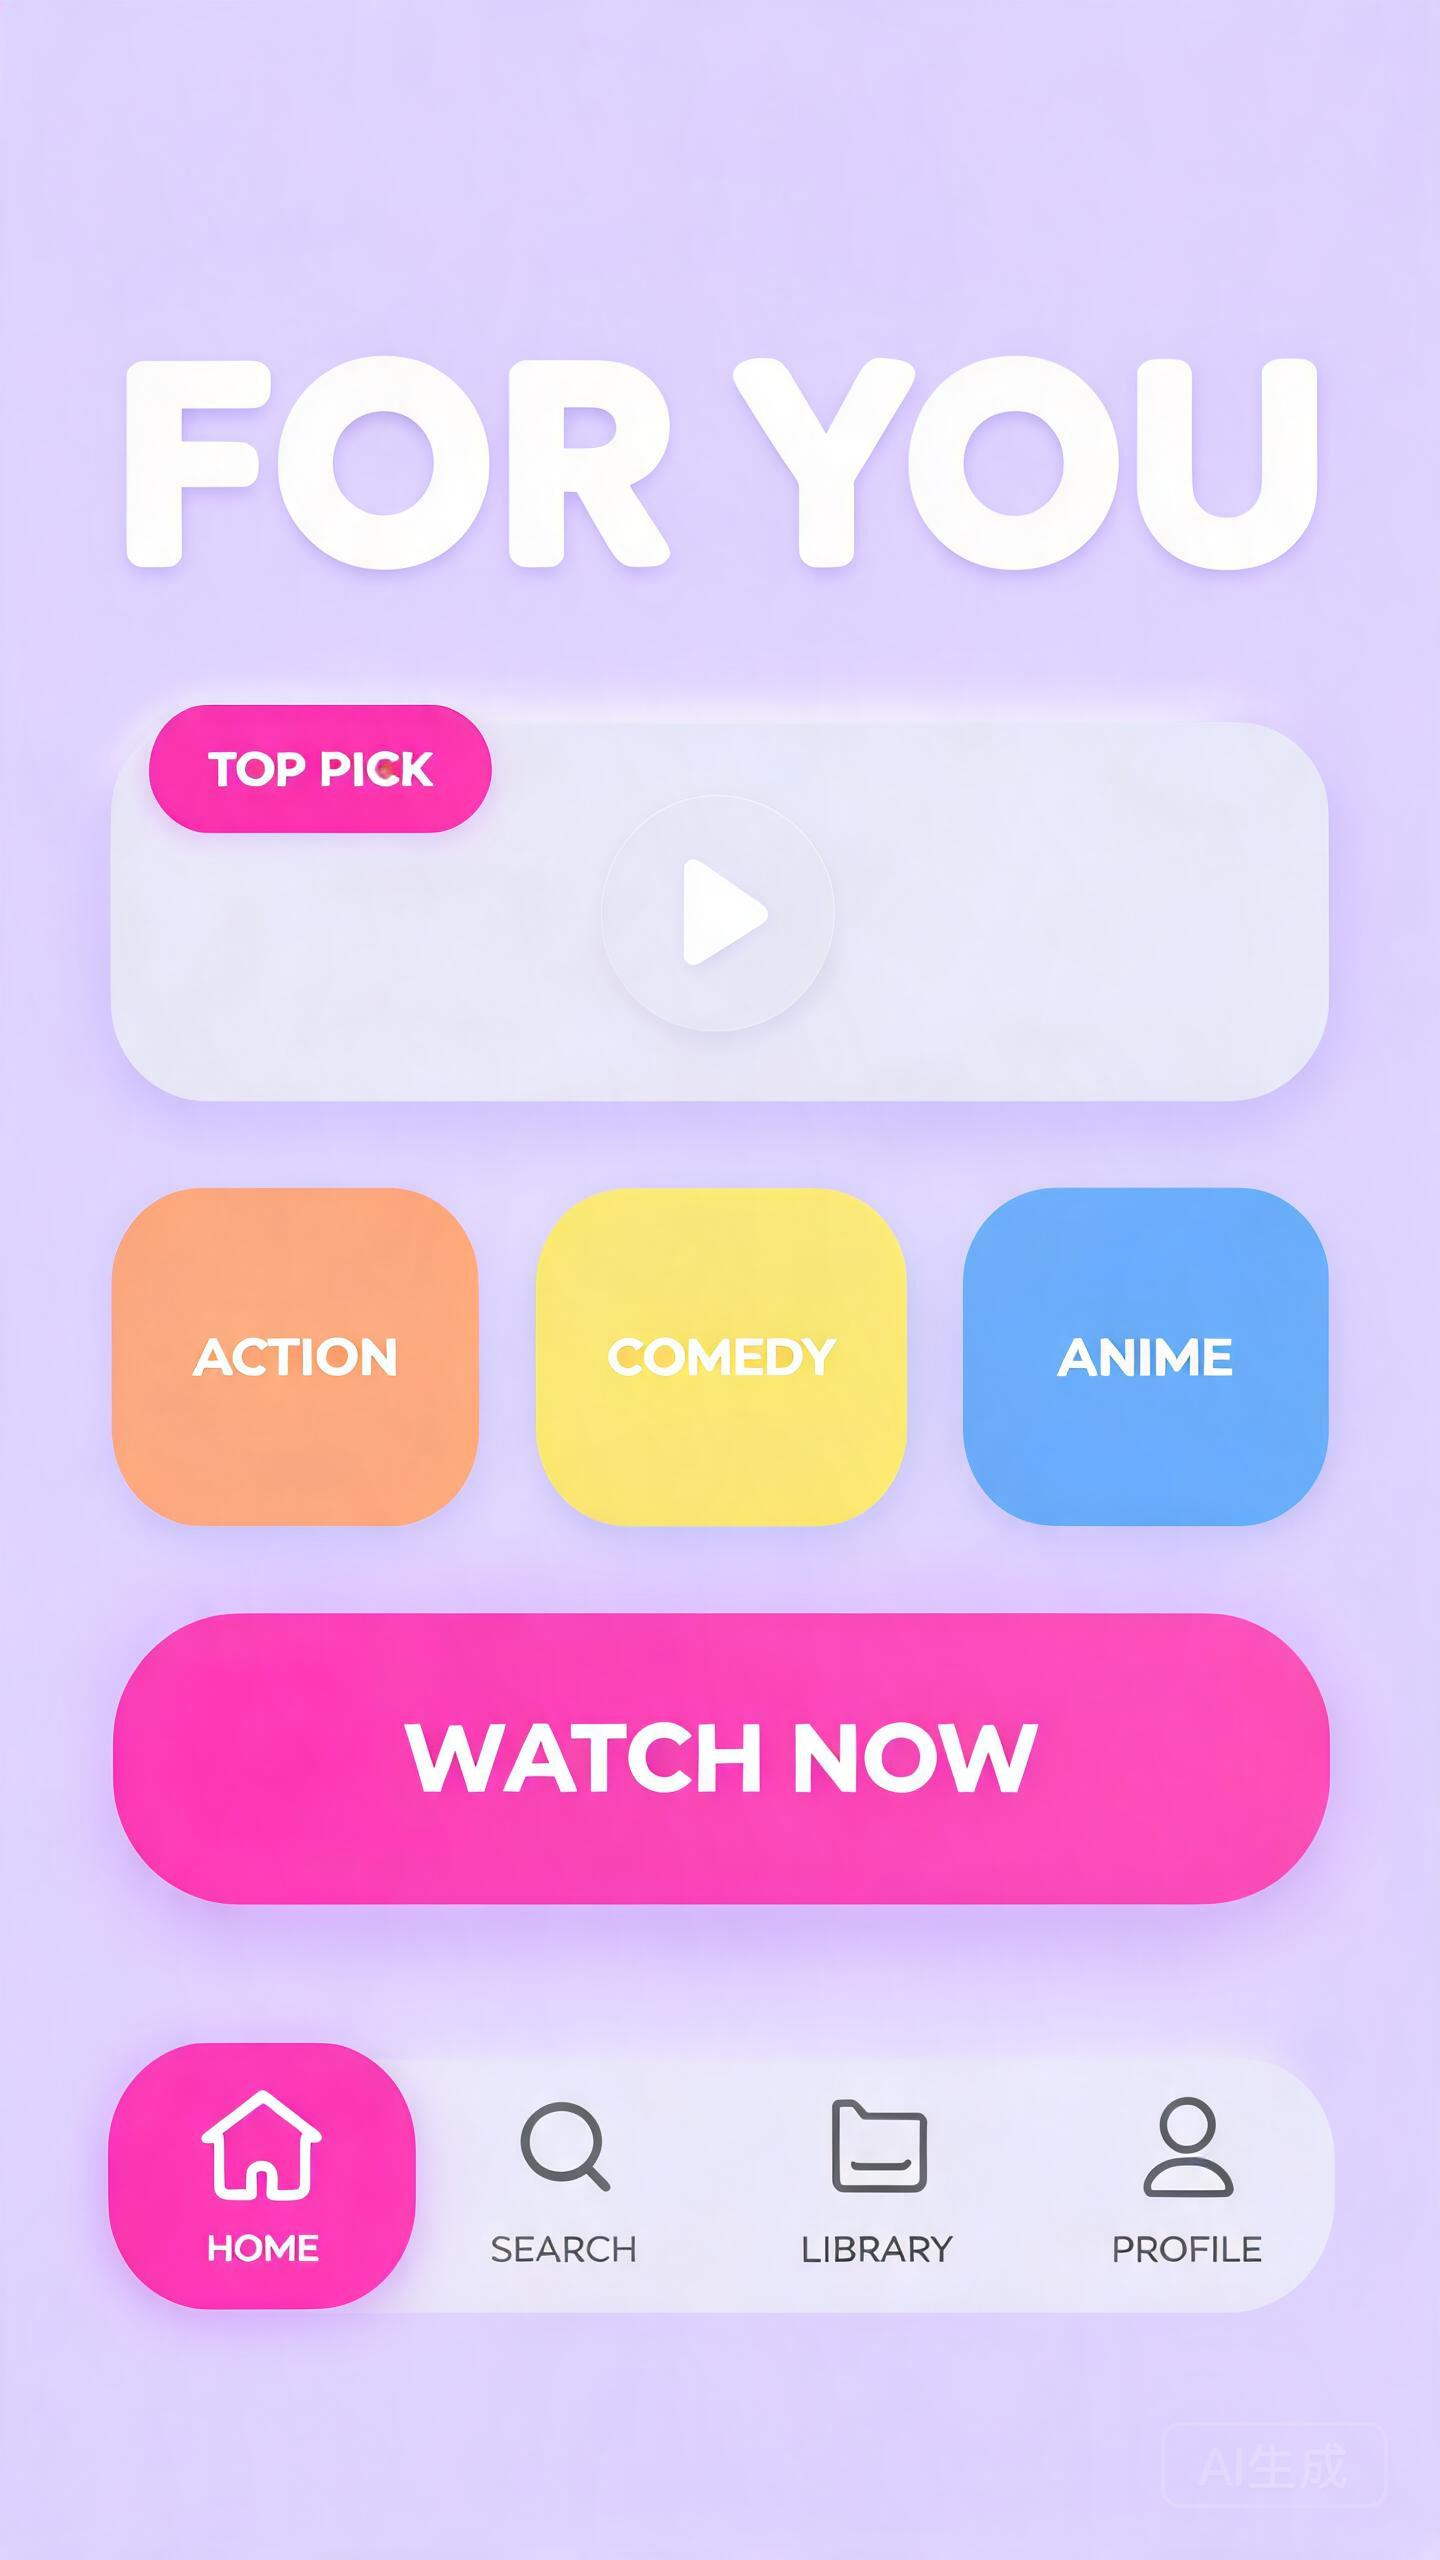 FOR YOU
TOP PICK
ACTION COMEDY ANIME
WATCH NOW
HOME SEARCH LIBRARY PROFILE
AI生成